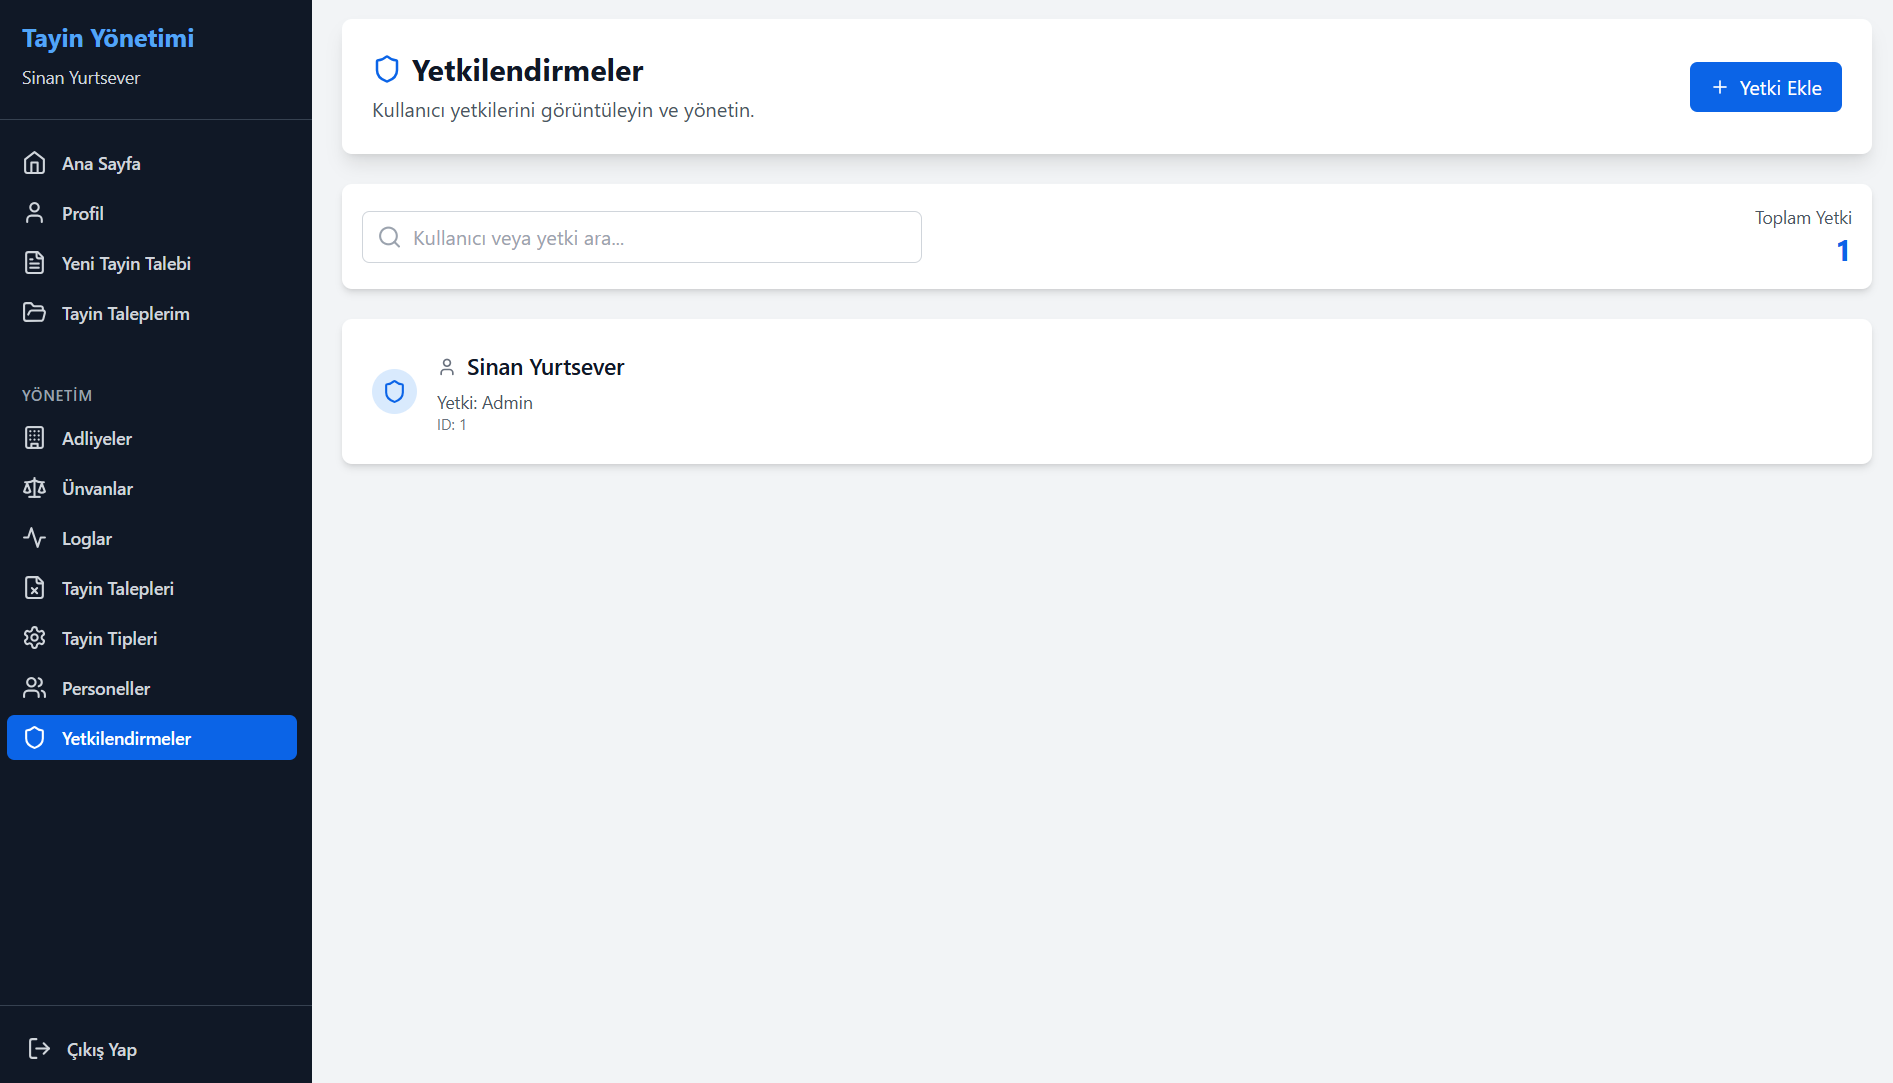 Tayin Yönetimi
Sinan Yurtsever
Ana Sayfa
Profil
Yeni Tayin Talebi
Tayin Taleplerim
YÖNETİM
Adliyeler
Ünvanlar
Loglar
Tayin Talepleri
Tayin Tipleri
Personeller
Yetkilendirmeler
Çıkış Yap
Yetkilendirmeler
Kullanıcı yetkilerini görüntüleyin ve yönetin.
Yetki Ekle
Kullanıcı veya yetki ara...
Toplam Yetki
1
Sinan Yurtsever
Yetki: Admin
ID: 1